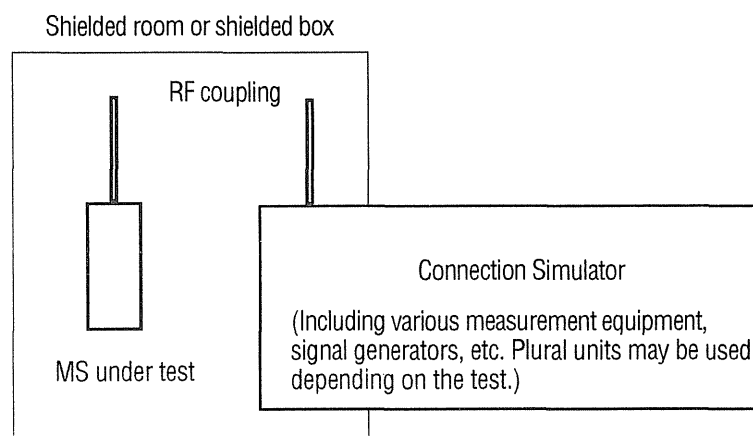 Shielded room or shielded box
RF coupling
Connection Simulator
(Including various measurement equipment,
signal generators, etc. Plural units may be used
depending on the test.)
MS under test